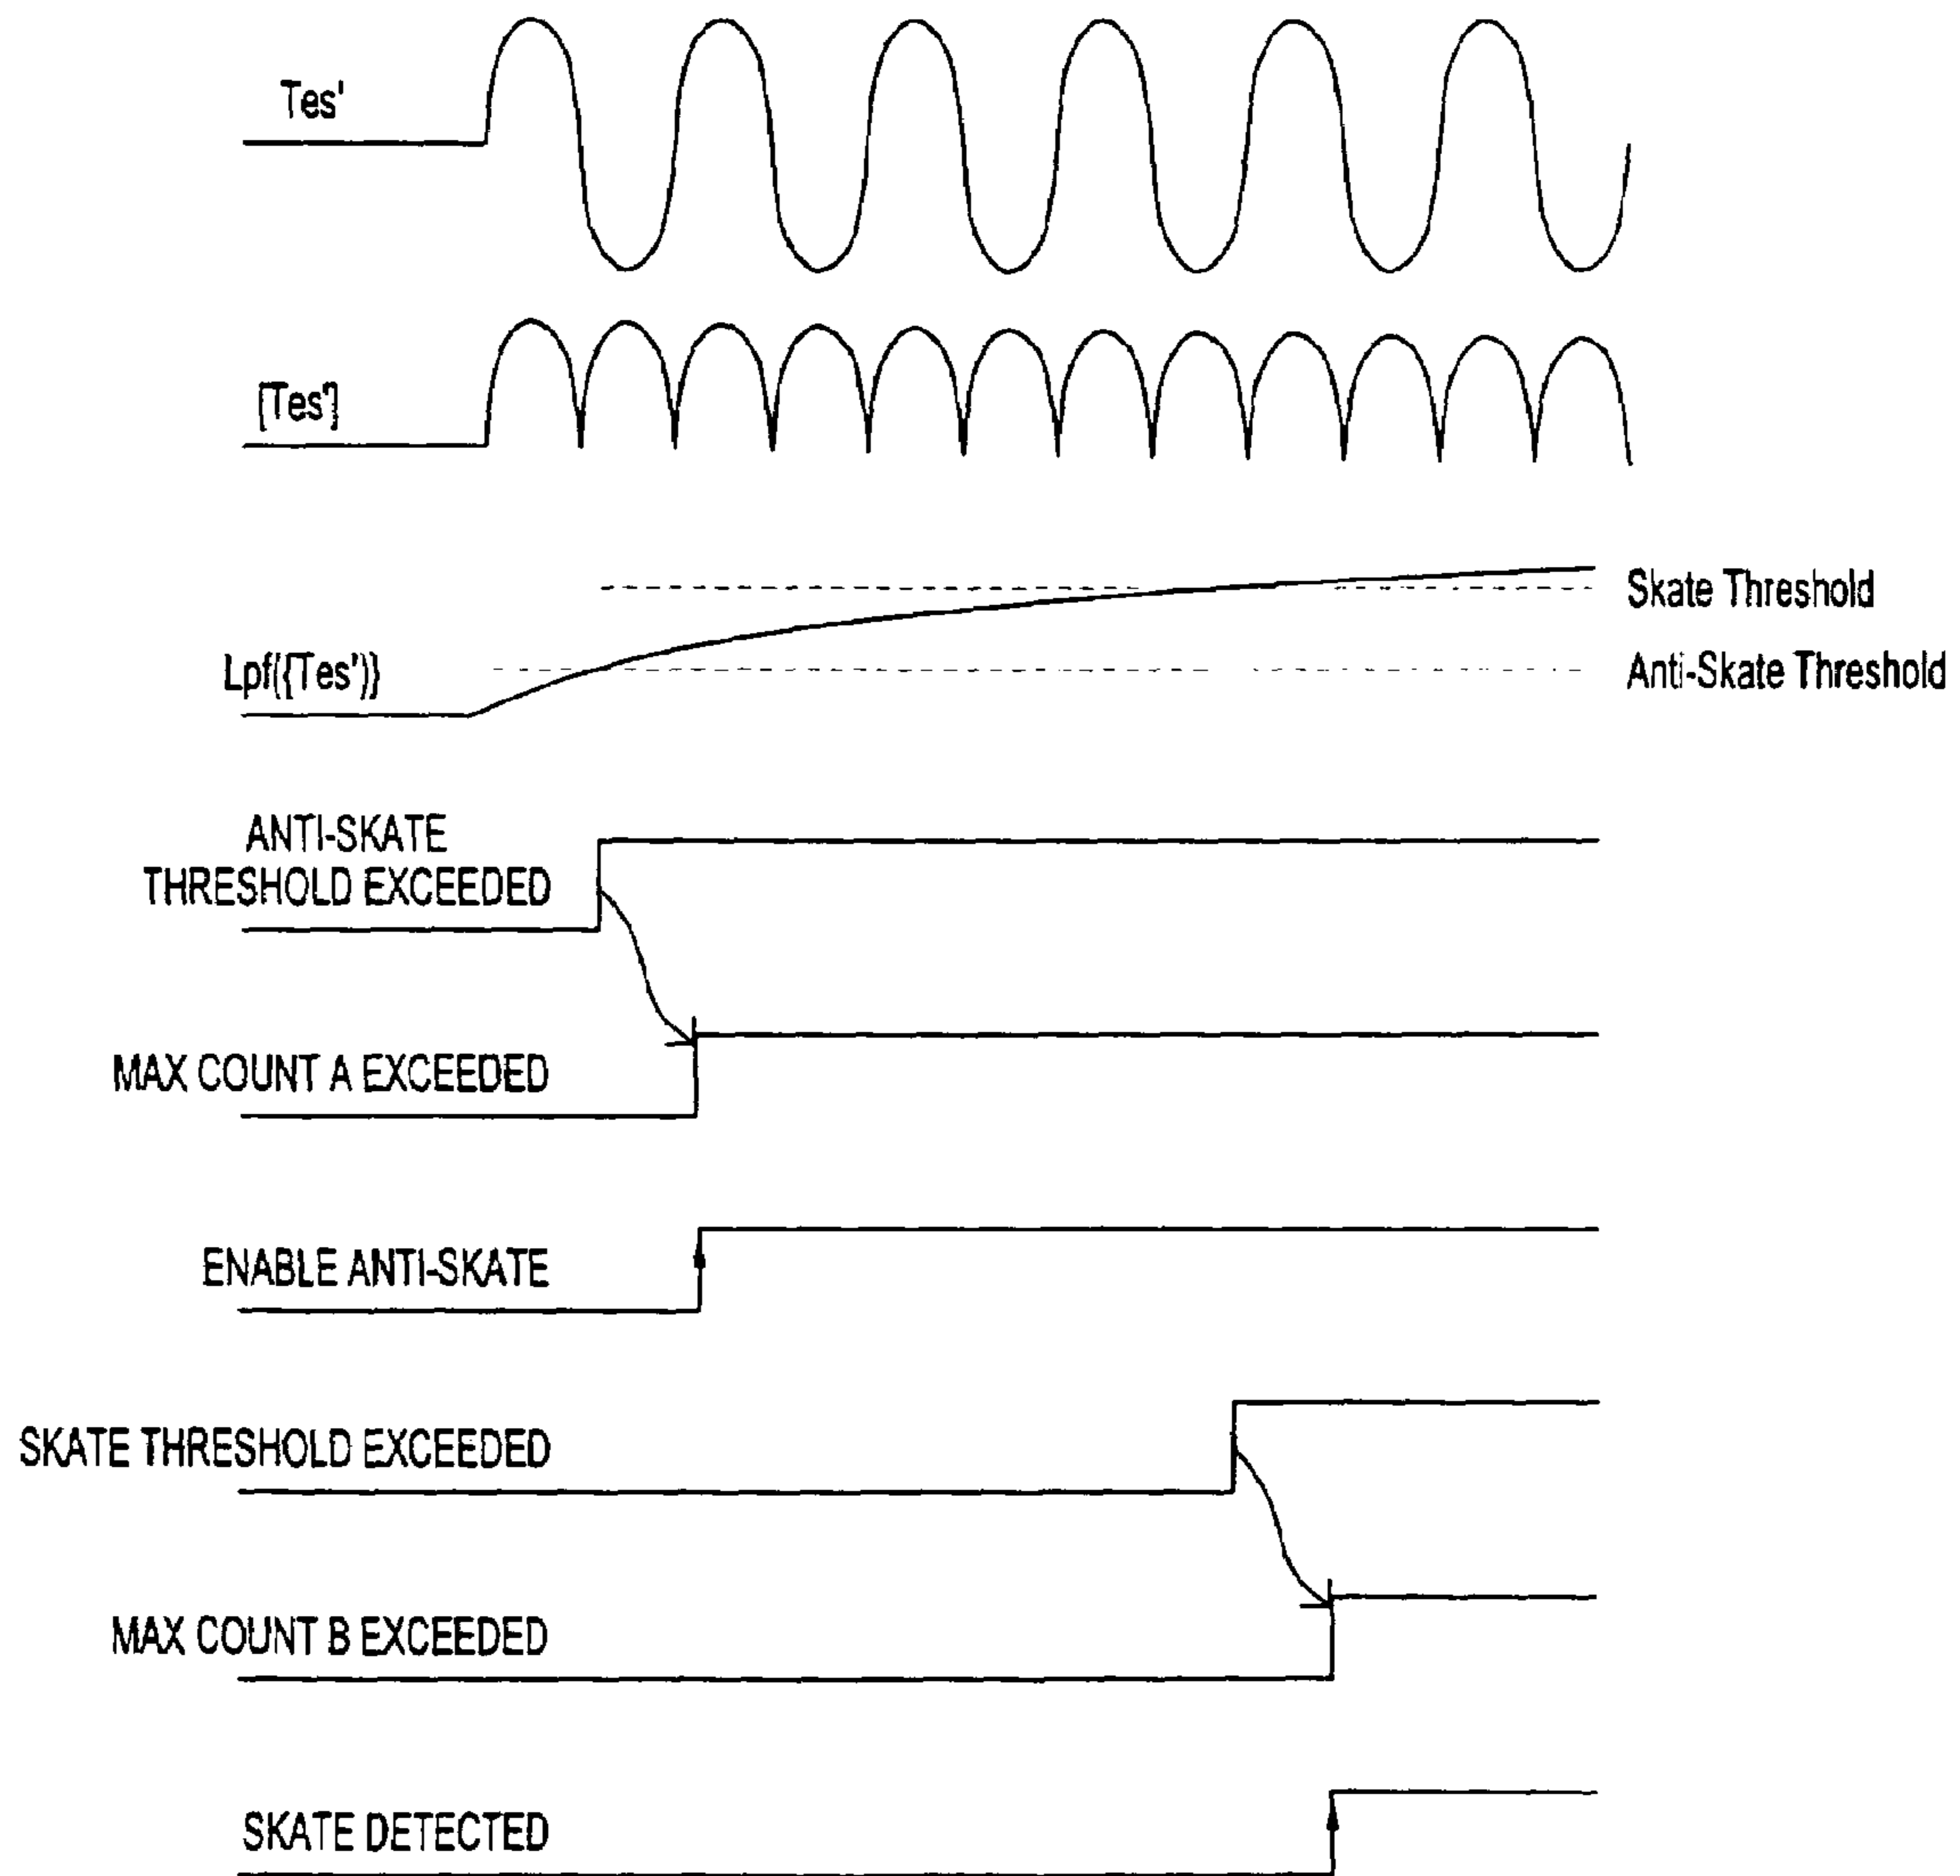 Tes'
[Tes']
Skate Threshold
Lpf({Tes')}
Anti-Skate Threshold
ANTI-SKATE
THRESHOLD EXCEEDED
MAX COUNT A EXCEEDED
ENABLE ANTI-SKATE
SKATE THRESHOLD EXCEEDED
MAX COUNT B EXCEEDED
SKATE DETECTED